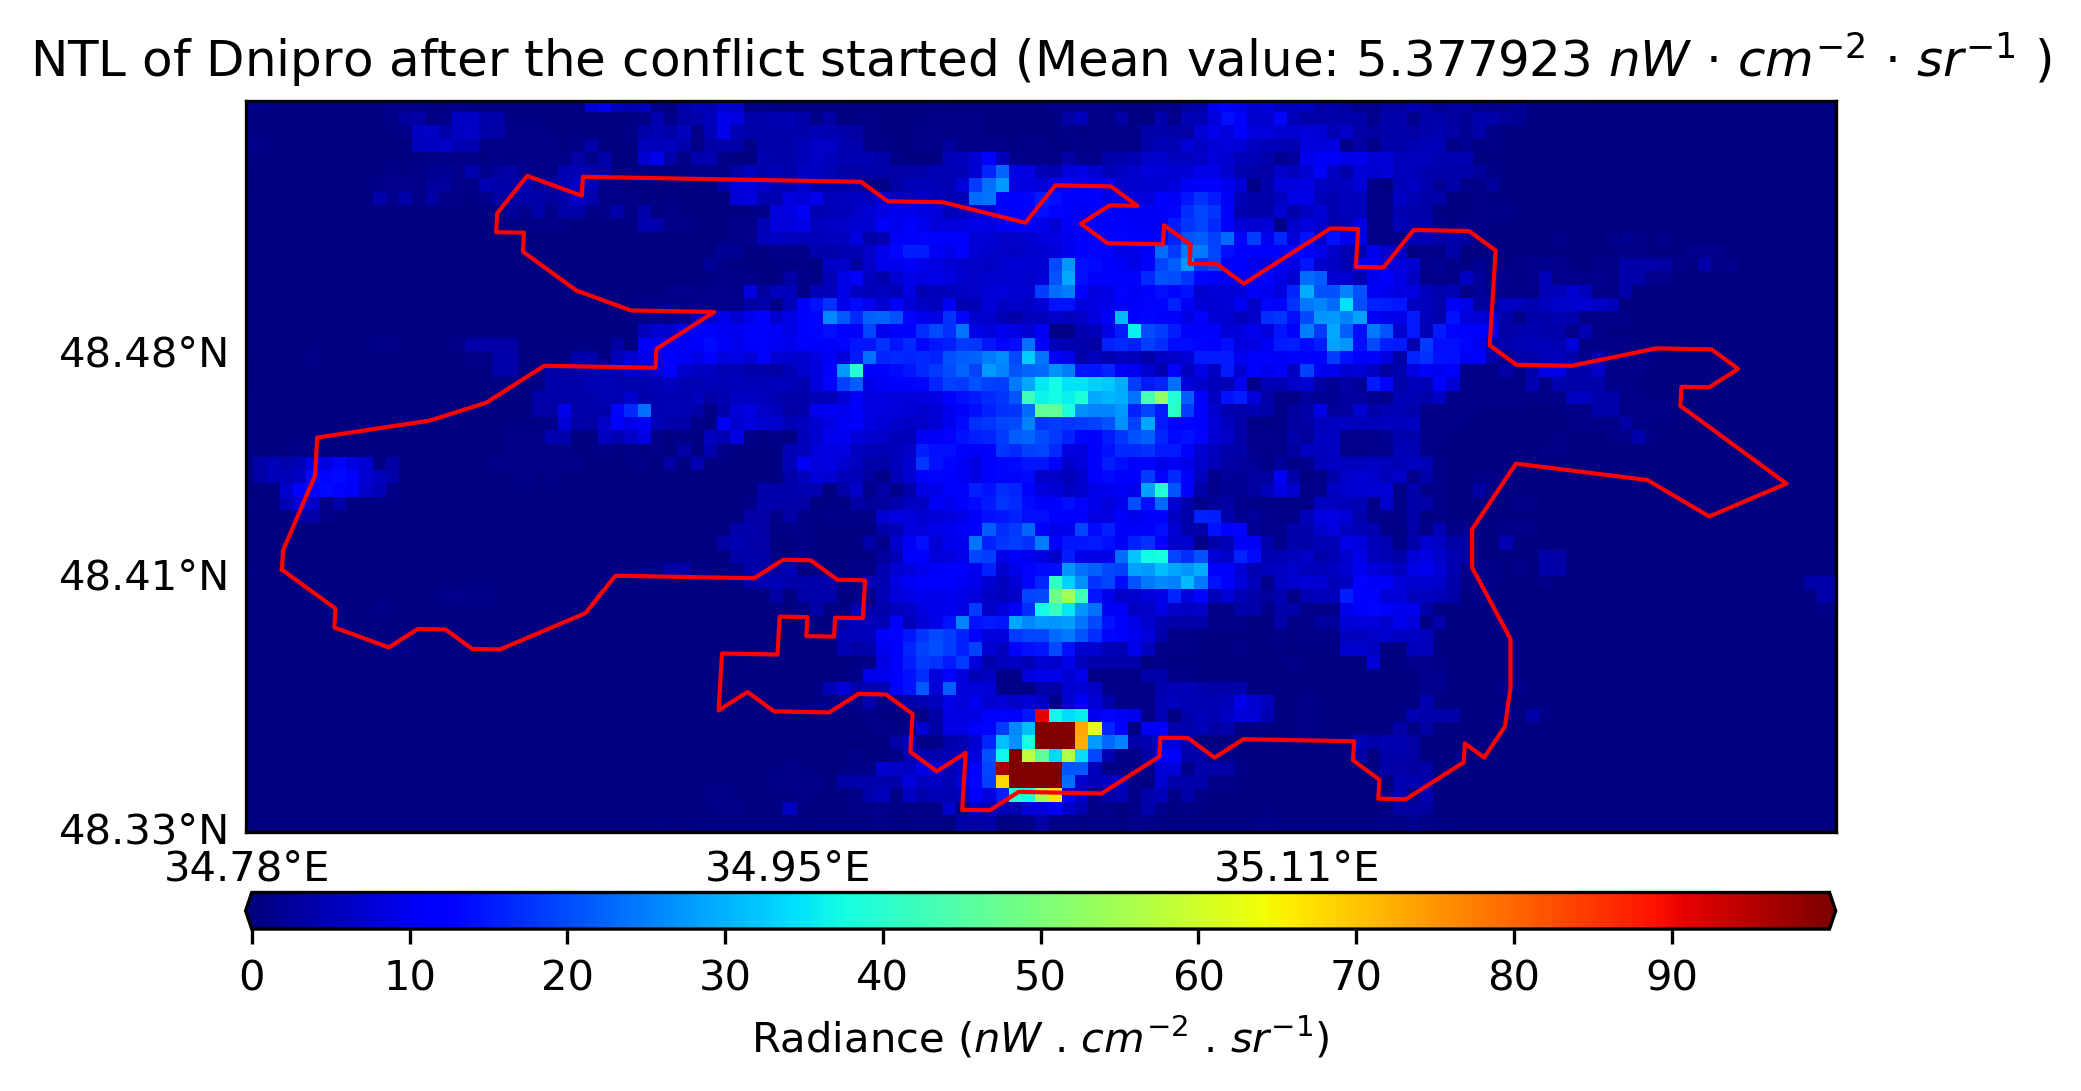 NTL of Dnipro after the conflict started (Mean value: 5.377923 nW · cm⁻² · sr⁻¹ )
48.48°N
48.41°N
48.33°N
34.78°E 34.95°E 35.11°E
0 10 20 30 40 50 60 70 80 90
Radiance (nW . cm⁻² . sr⁻¹)